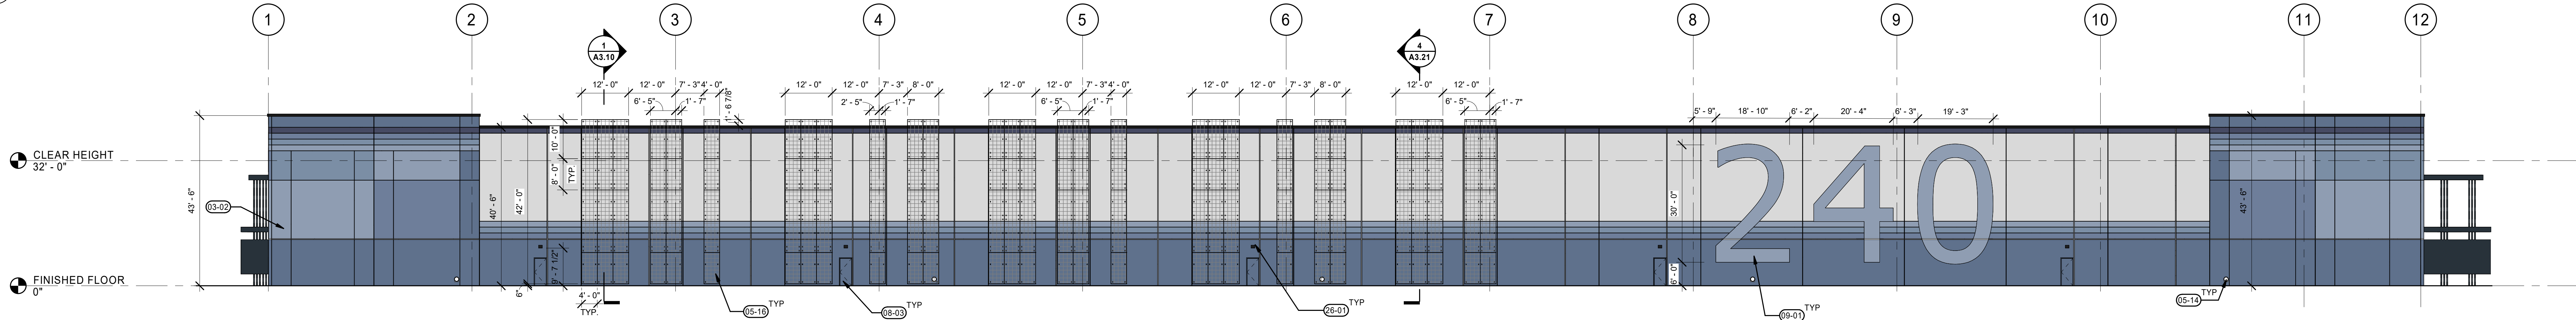 1 2 3 4 5 6 7 8 9 10 11 12
1
A3.10
4
A3.21
12' - 0" 12' - 0" 7' - 3" 4' - 0" 12' - 0" 12' - 0" 7' - 3" 8' - 0" 12' - 0" 12' - 0" 7' - 3" 4' - 0" 12' - 0" 12' - 0" 7' - 3" 8' - 0" 12' - 0" 12' - 0"
6' - 5" 1' - 7" 2' - 5" 1' - 7" 6' - 5" 1' - 7" 6' - 5" 1' - 7"
1' - 6 7/8"
5' - 9" 18' - 10" 6' - 2" 20' - 4" 6' - 3" 19' - 3"
CLEAR HEIGHT
32' - 0"
43' - 6"
03-02
40' - 6"
42' - 0"
10' - 0"
8' - 0"
TYP.
240
30' - 0"
43' - 6"
FINISHED FLOOR
0"
6"
9' - 7 1/2"
6' - 0"
4' - 0"
TYP.
05-16 TYP
08-03 TYP
26-01 TYP
09-01 TYP
05-14 TYP